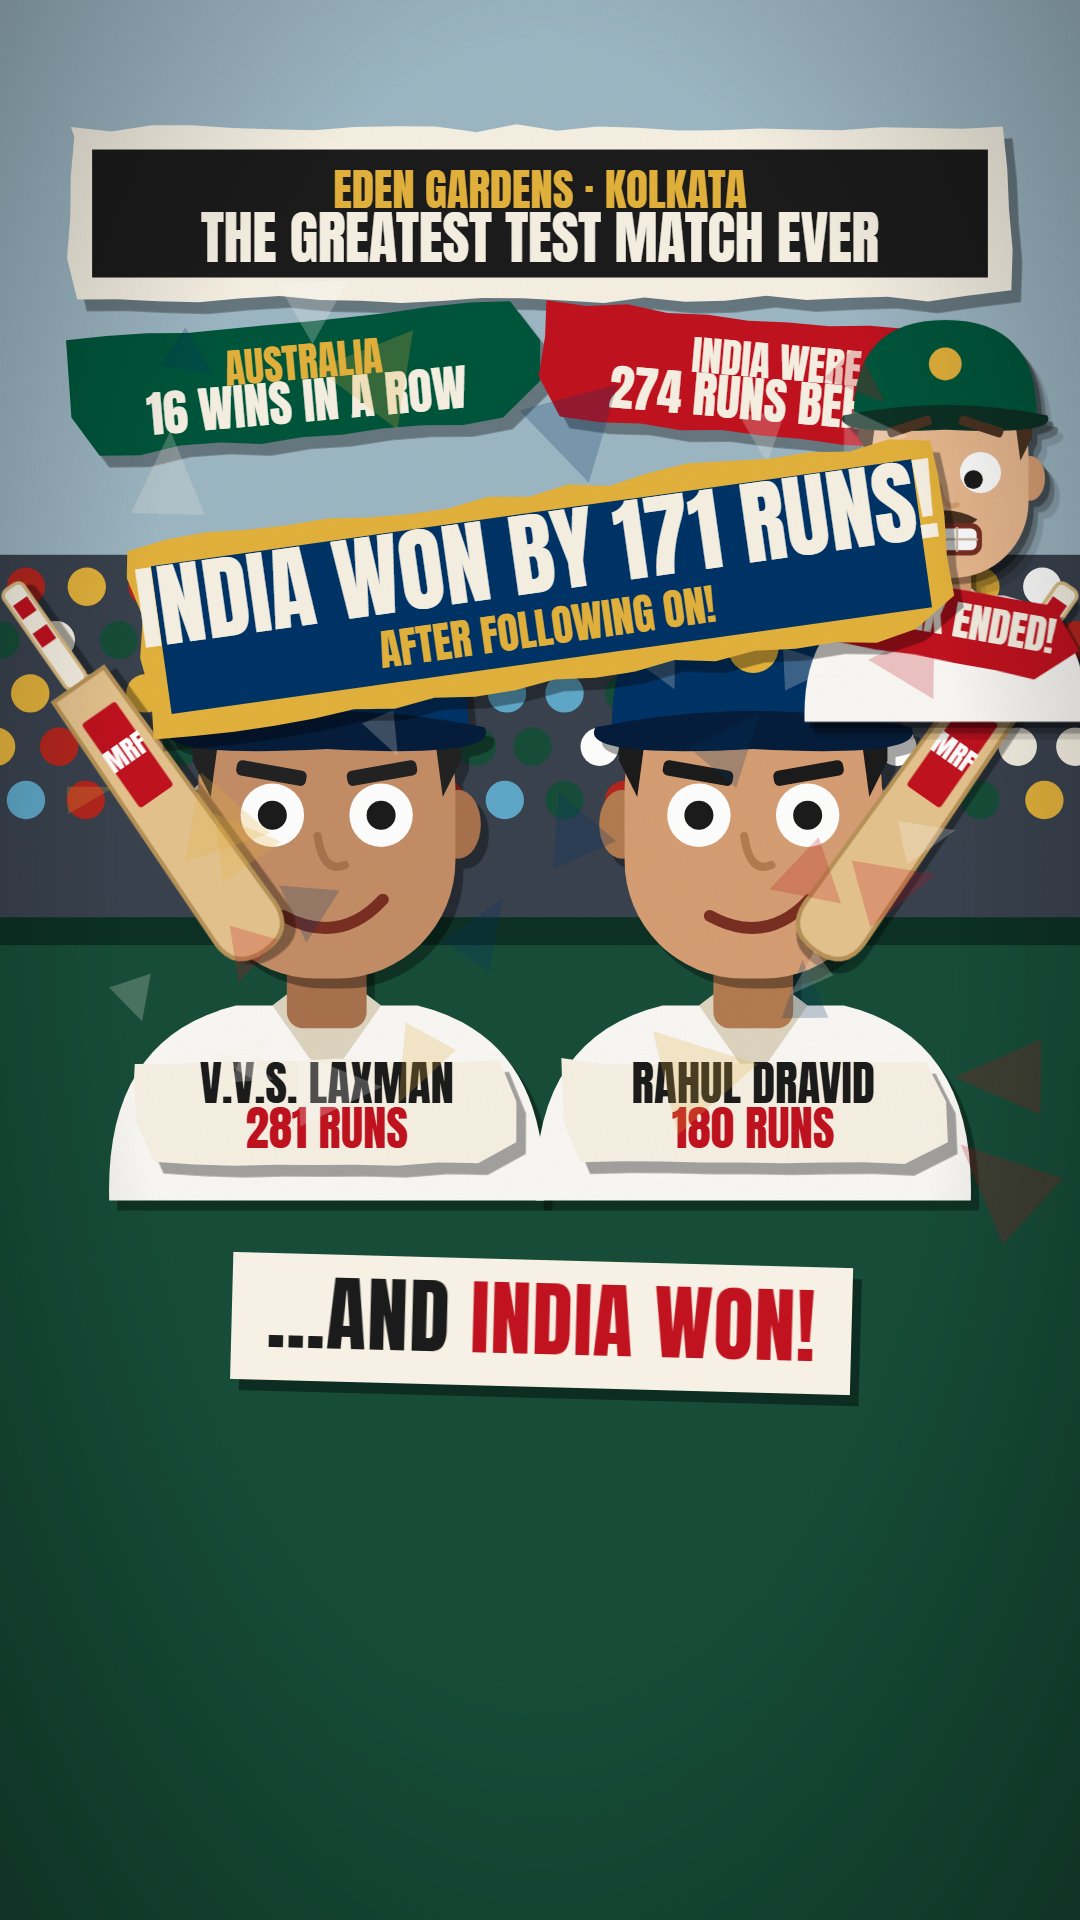 EDEN GARDENS · KOLKATA
THE GREATEST TEST MATCH EVER
AUSTRALIA
16 WINS IN A ROW
INDIA WERE
274 RUNS
INDIA WON BY 171 RUNS!
AFTER FOLLOWING ON!
ENDED!
MRF
MRF
V.V.S. LAXMAN
281 RUNS
RAHUL DRAVID
180 RUNS
...AND INDIA WON!